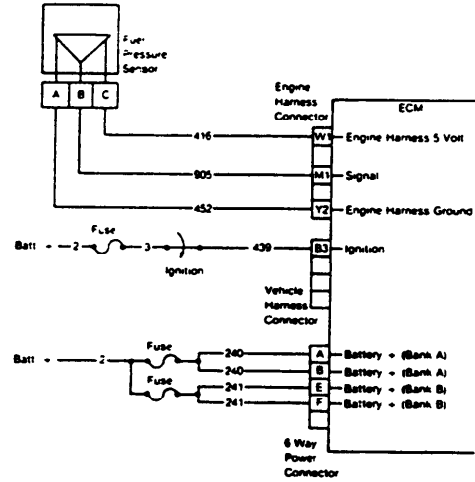 Fuel
Pressure
Sensor
A B C
Engine
Harness
Connector
ECM
416 W1 Engine Harness 5 Volt
905 M1 Signal
452 Y2 Engine Harness Ground
Batt + 2 Fuse 3 Ignition 439 B3 Ignition
Vehicle
Harness
Connector
Batt + 2
Fuse 240 A Battery + (Bank A)
240 B Battery + (Bank A)
Fuse 241 E Battery + (Bank B)
241 F Battery + (Bank B)
6 Way
Power
Connector